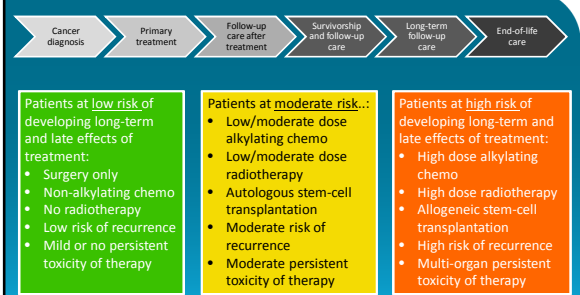 Cancer
diagnosis
Primary
treatment
Follow-up
care after
treatment
Survivorship
and follow-up
care
Long-term
follow-up
care
End-of-life
care
Patients at low risk of
developing long-term
and late effects of
treatment:
• Surgery only
• Non-alkylating chemo
• No radiotherapy
• Low risk of recurrence
• Mild or no persistent
toxicity of therapy
Patients at moderate risk..:
• Low/moderate dose
alkylating chemo
• Low/moderate dose
radiotherapy
• Autologous stem-cell
transplantation
• Moderate risk of
recurrence
• Moderate persistent
toxicity of therapy
Patients at high risk of
developing long-term and
late effects of treatment:
• High dose alkylating
chemo
• High dose radiotherapy
• Allogeneic stem-cell
transplantation
• High risk of recurrence
• Multi-organ persistent
toxicity of therapy